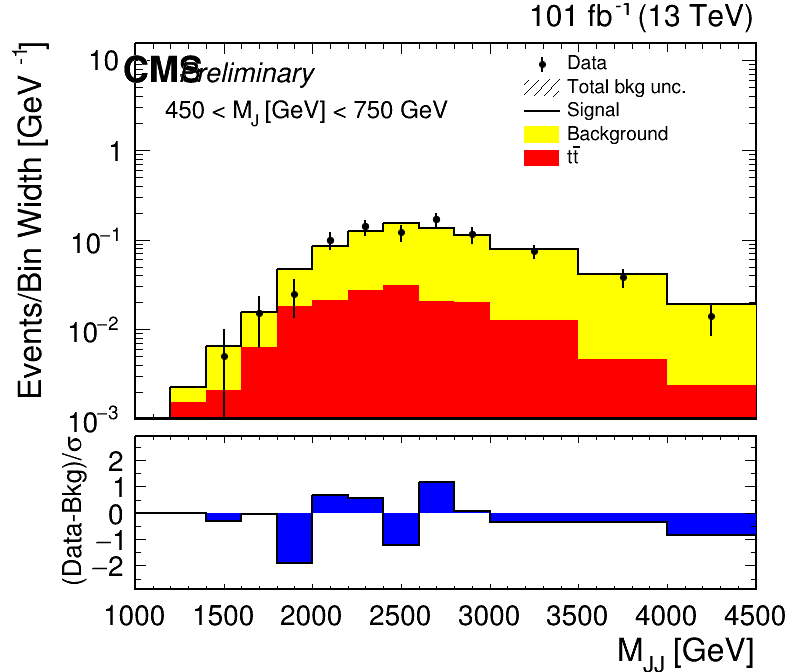 101 fb⁻¹ (13 TeV)
CMS Preliminary
450 < M_J [GeV] < 750 GeV
Data
Total bkg unc.
Signal
Background
tt̄
Events/Bin Width [GeV⁻¹]
10
1
10⁻¹
10⁻²
10⁻³
(Data-Bkg)/σ
2
1
0
−1
−2
1000 1500 2000 2500 3000 3500 4000 4500
M_JJ [GeV]